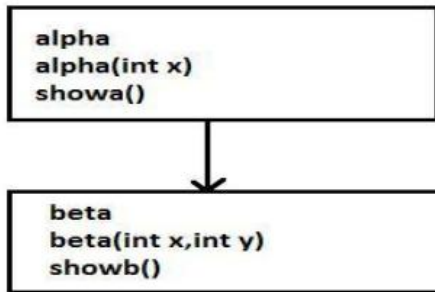 alpha
alpha(int x)
showa()
beta
beta(int x,int y)
showb()